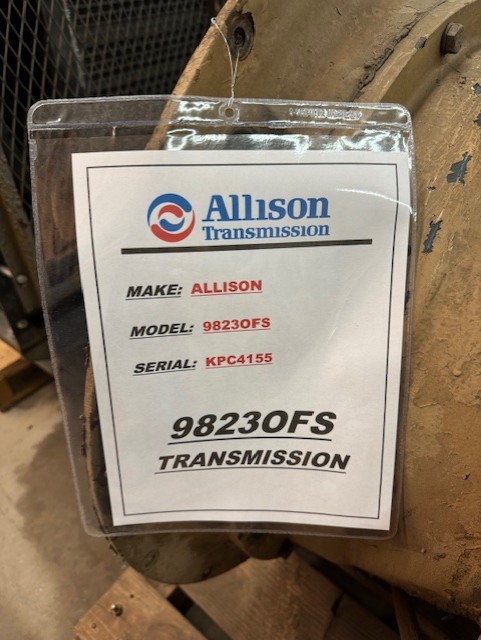 Allison
Transmission
MAKE: ALLISON
MODEL: 9823OFS
SERIAL: KPC4155
9823OFS
TRANSMISSION